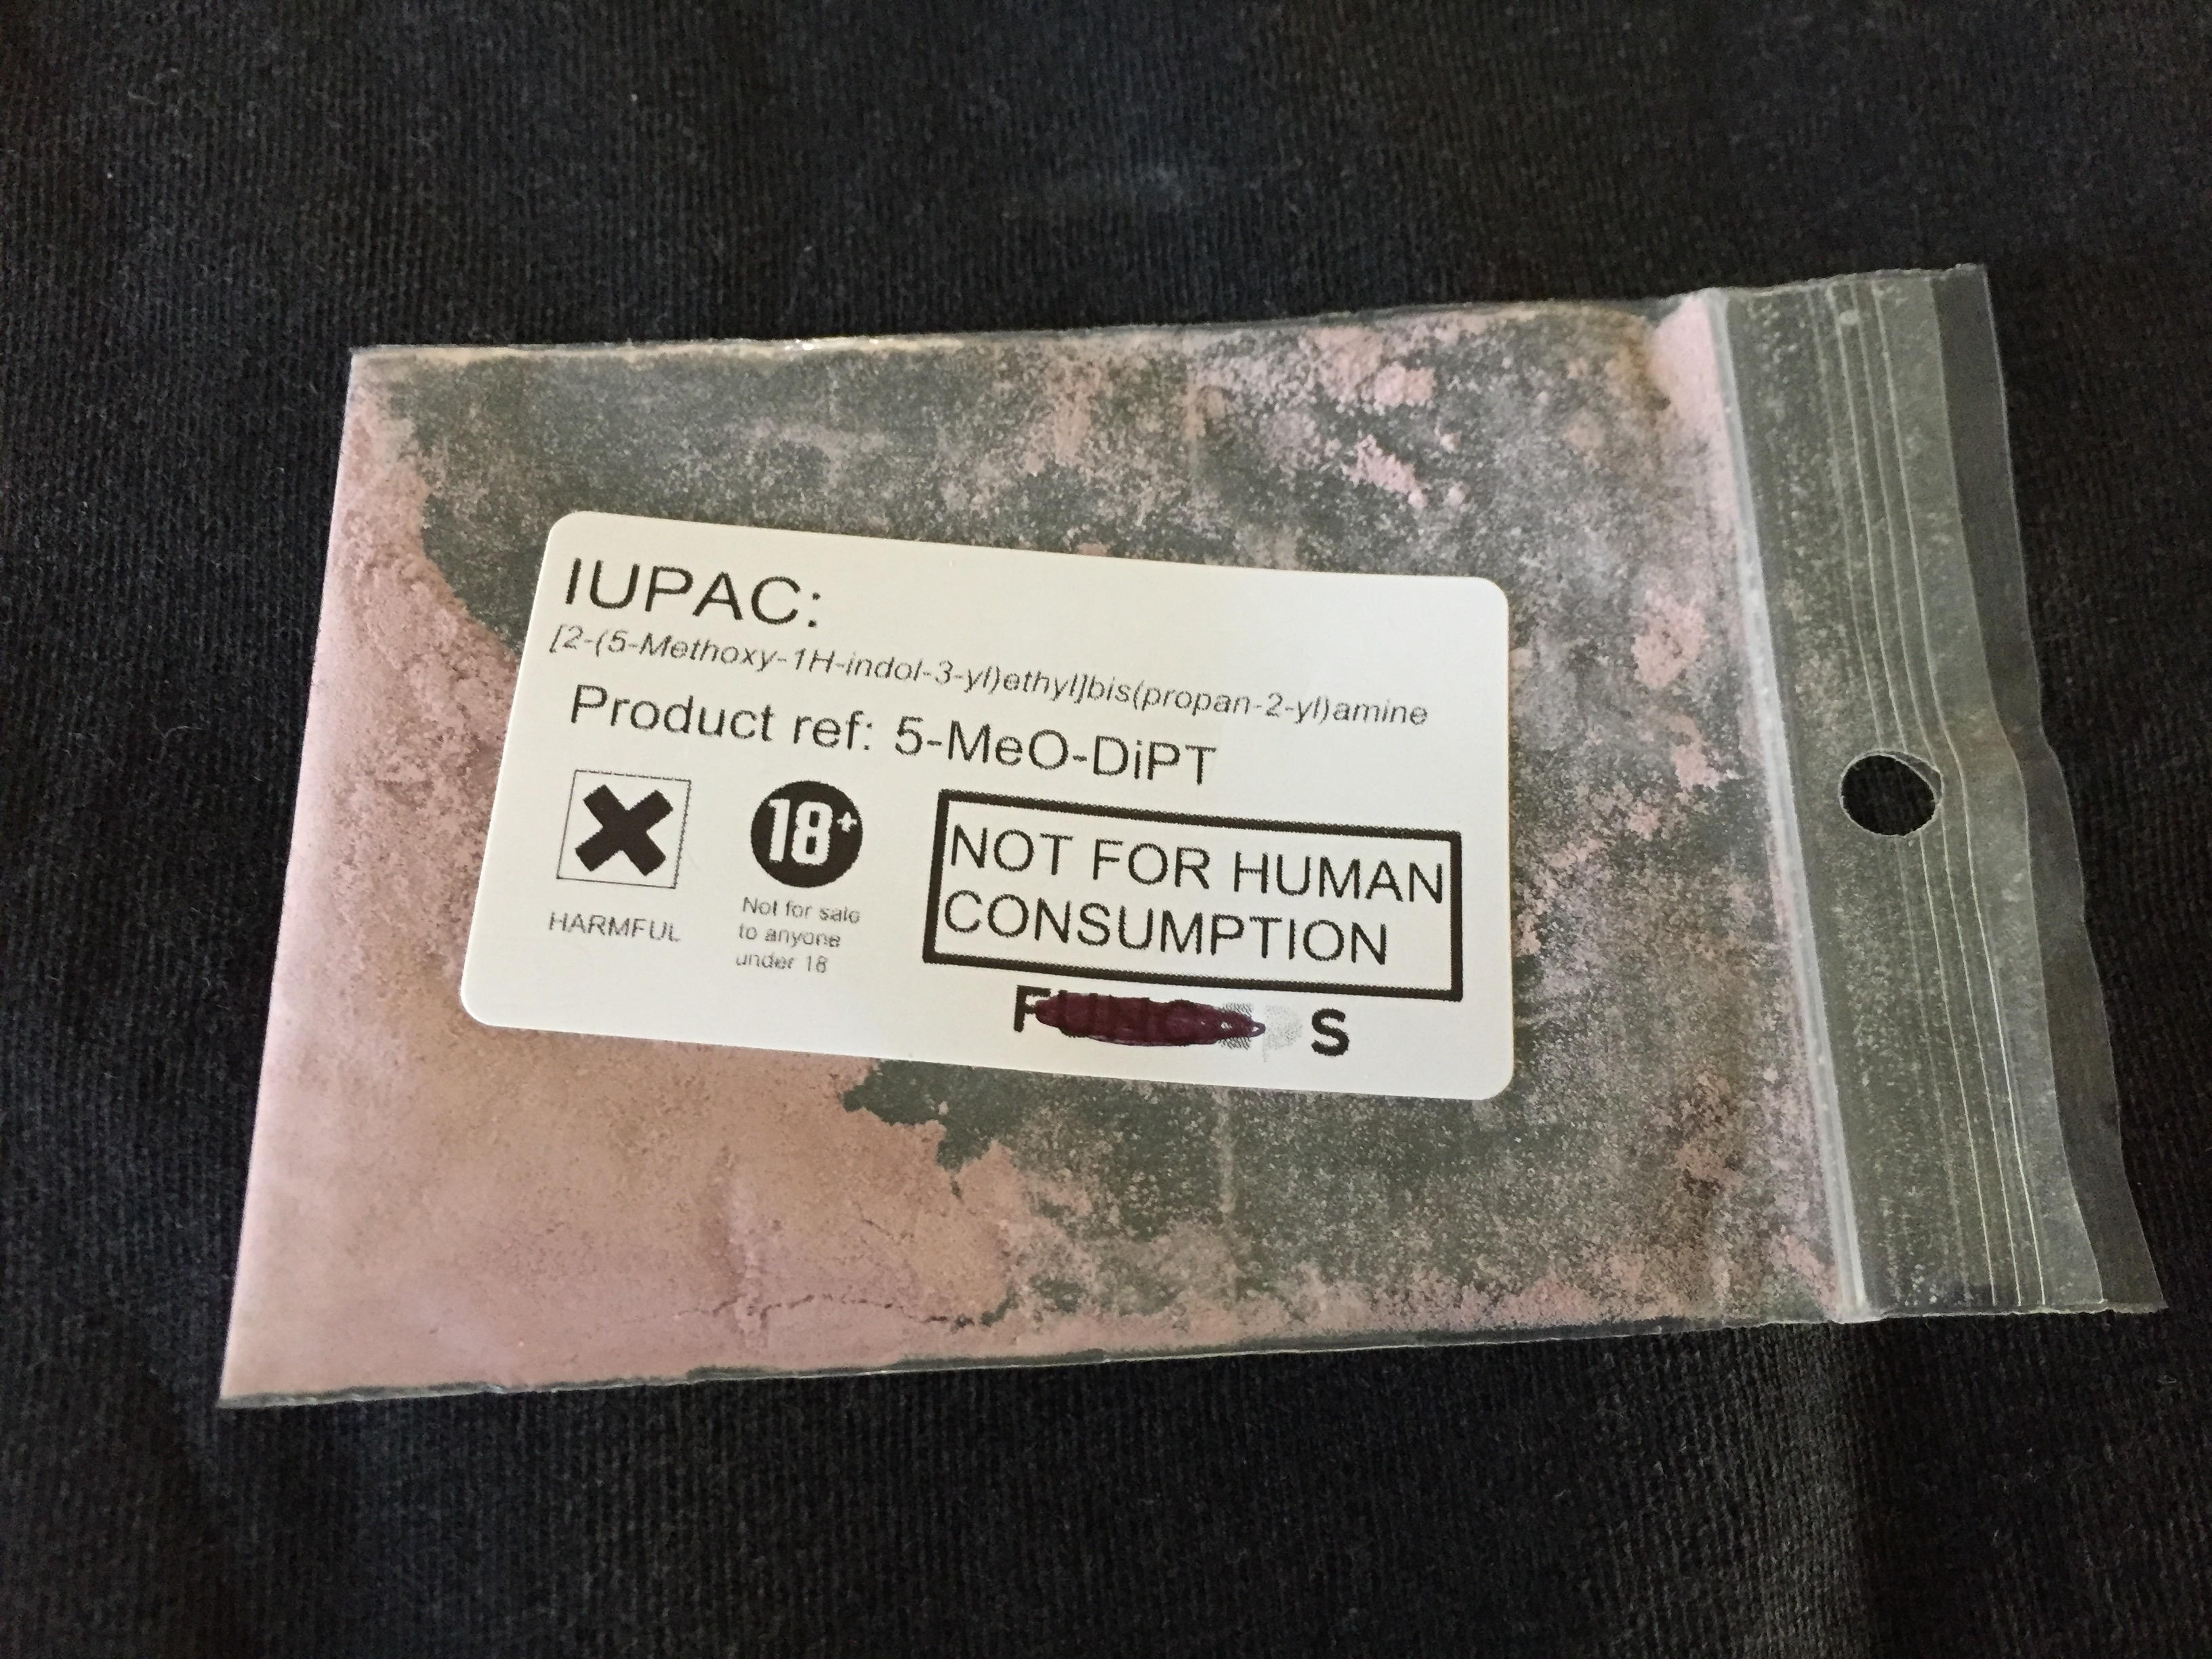 IUPAC:
[2-(5-Methoxy-1H-indol-3-yl)ethyl]bis(propan-2-yl)amine
Product ref: 5-MeO-DiPT
HARMFUL
18+
Not for sale
to anyone
under 18
NOT FOR HUMAN
CONSUMPTION